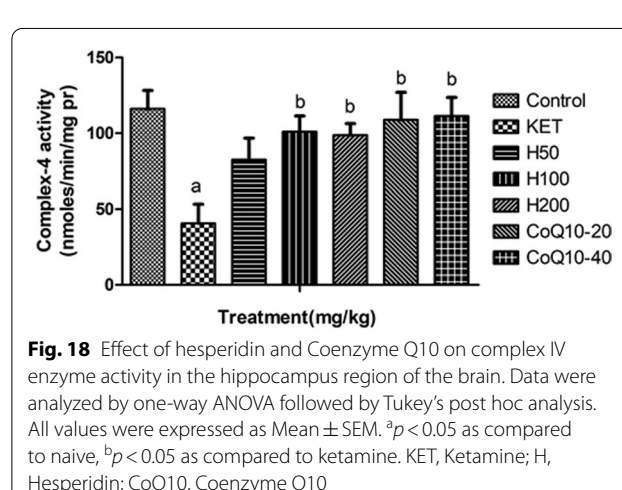 150
100
50
0
Complex-4 activity
(nmoles/min/mg pr)
a
b
b
b
b
Control
KET
H50
H100
H200
CoQ10-20
CoQ10-40
Treatment(mg/kg)
Fig. 18 Effect of hesperidin and Coenzyme Q10 on complex IV
enzyme activity in the hippocampus region of the brain. Data were
analyzed by one-way ANOVA followed by Tukey's post hoc analysis.
All values were expressed as Mean ± SEM. ᵃp < 0.05 as compared
to naive, ᵇp < 0.05 as compared to ketamine. KET, Ketamine; H,
Hesperidin; CoQ10, Coenzyme Q10